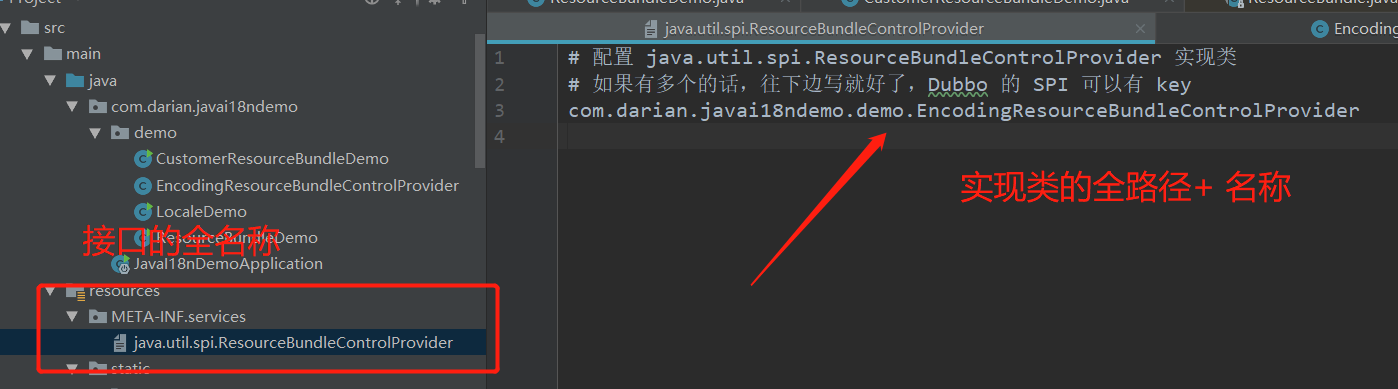 Project
src
main
java
com.darian.javai18ndemo
demo
CustomerResourceBundleDemo
EncodingResourceBundleControlProvider
LocaleDemo
ResourceBundleDemo
接口的全名称
JavaI18nDemoApplication
resources
META-INF.services
java.util.spi.ResourceBundleControlProvider
static
ResourceBundleDemo.java
CustomerResourceBundleDemo.java
ResourceBundle.java
java.util.spi.ResourceBundleControlProvider
Encoding
1 # 配置 java.util.spi.ResourceBundleControlProvider 实现类
2 # 如果有多个的话，往下边写就好了，Dubbo 的 SPI 可以有 key
3 com.darian.javai18ndemo.demo.EncodingResourceBundleControlProvider
4
实现类的全路径+ 名称